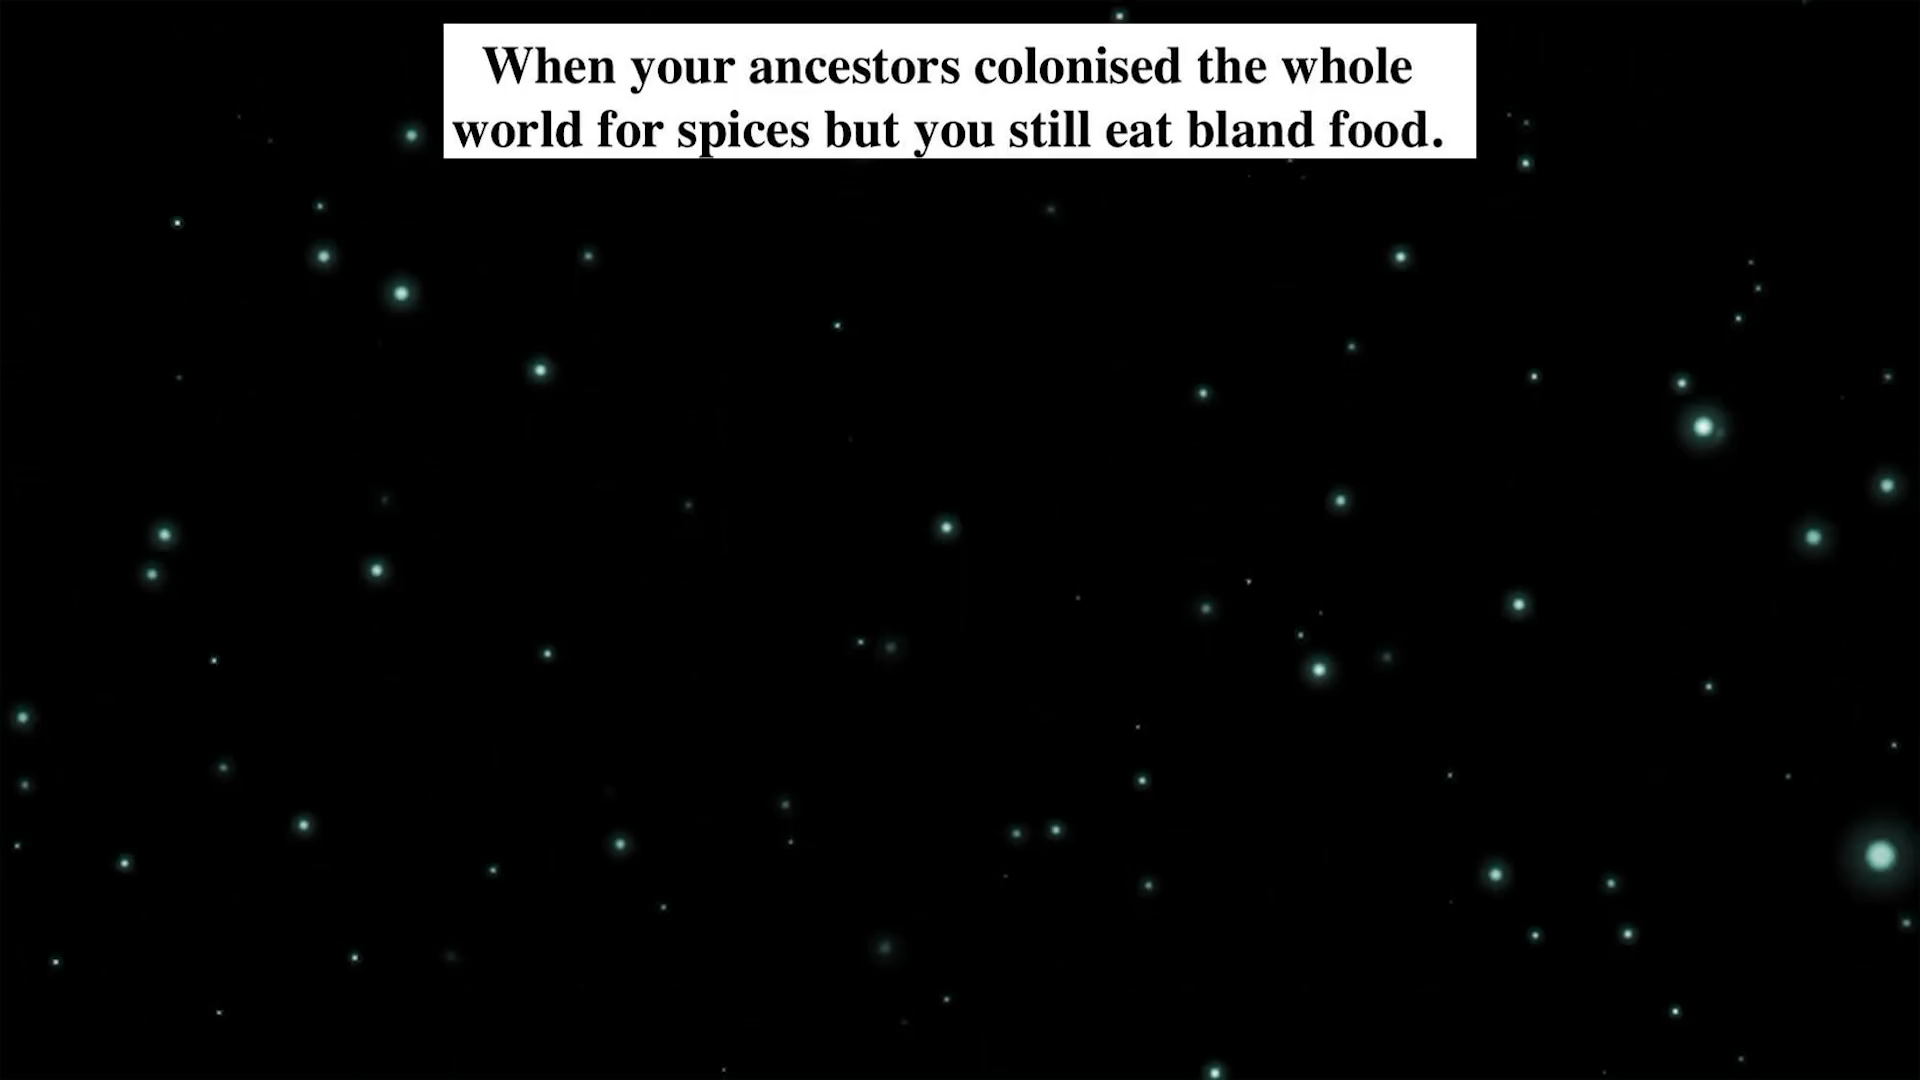 When your ancestors colonised the whole
world for spices but you still eat bland food.